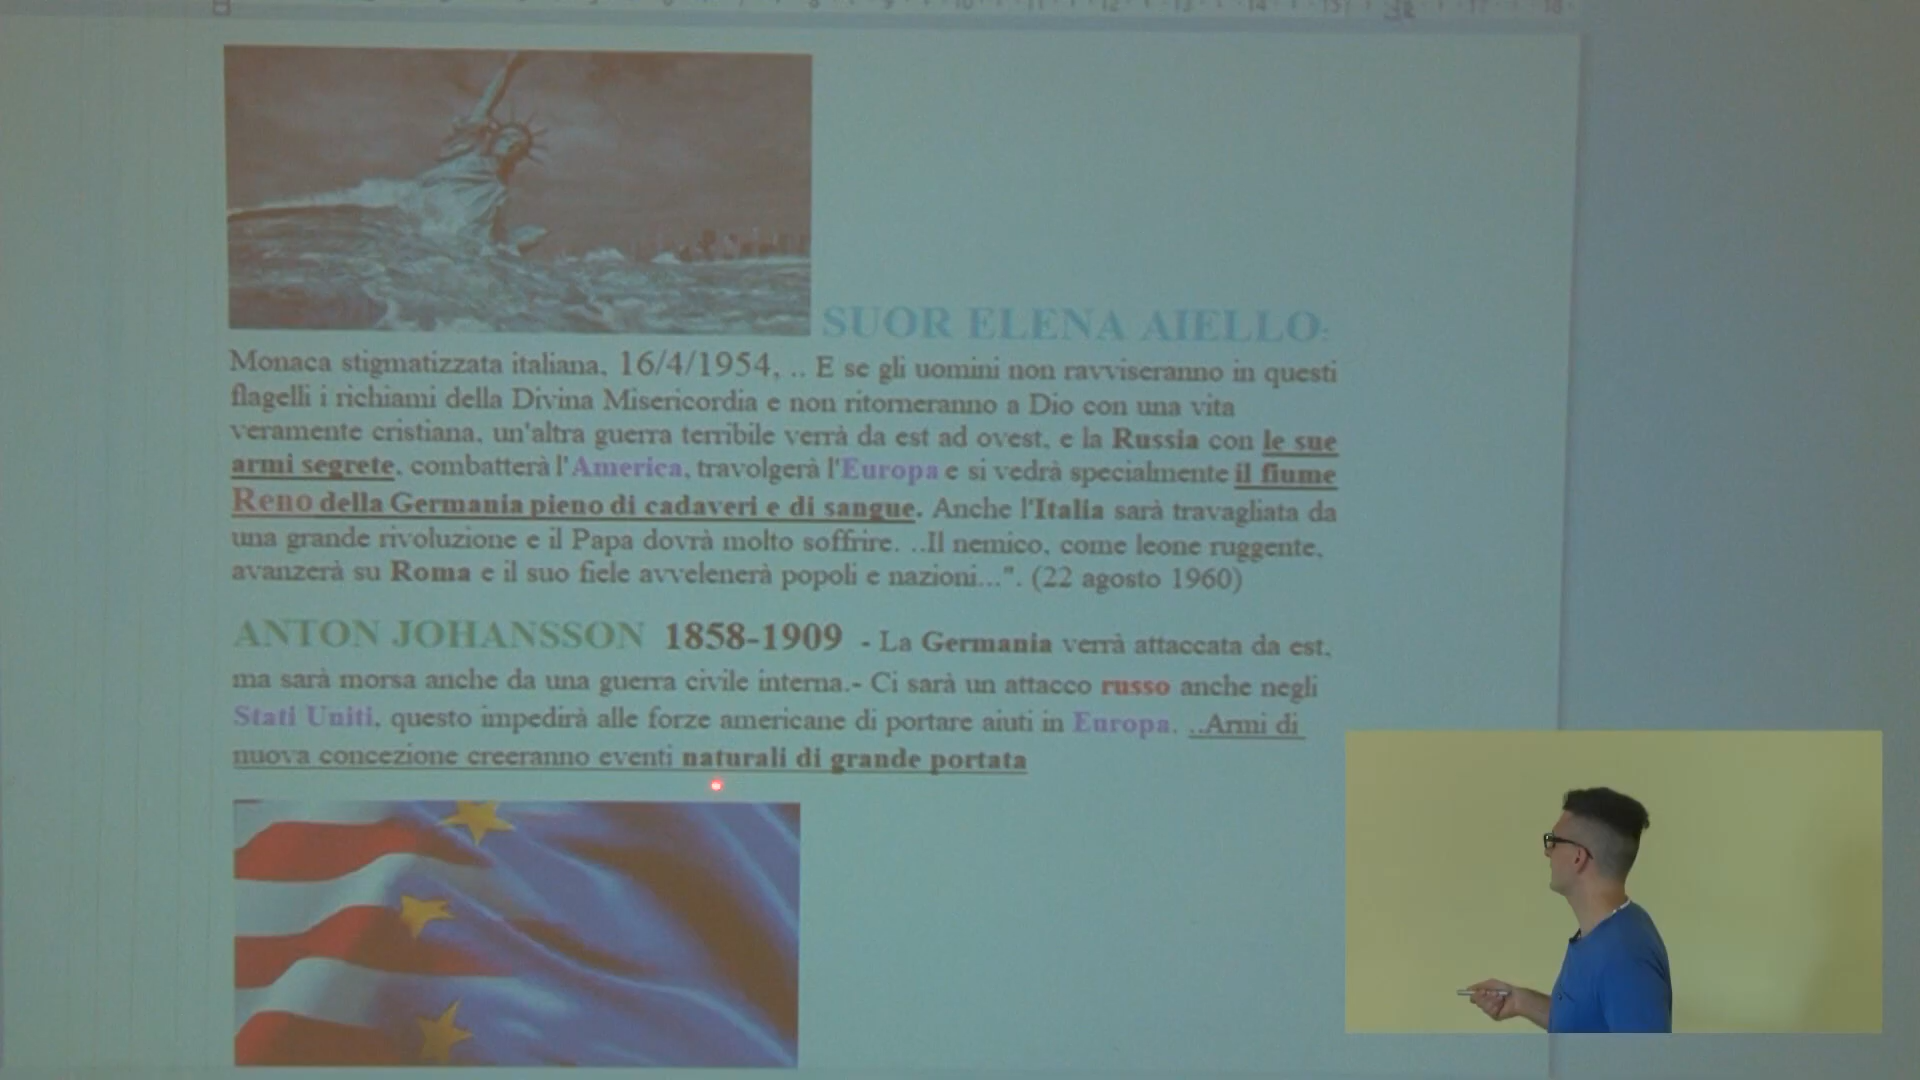 SUOR ELENA AIELLO:
Monaca stigmatizzata italiana, 16/4/1954, .. E se gli uomini non ravviseranno in questi
flagelli i richiami della Divina Misericordia e non ritorneranno a Dio con una vita
veramente cristiana, un'altra guerra terribile verrà da est ad ovest, e la Russia con le sue
armi segrete, combatterà l'America, travolgerà l'Europa e si vedrà specialmente il fiume
Reno della Germania pieno di cadaveri e di sangue. Anche l'Italia sarà travagliata da
una grande rivoluzione e il Papa dovrà molto soffrire. ..Il nemico, come leone ruggente,
avanzerà su Roma e il suo fiele avvelenerà popoli e nazioni...". (22 agosto 1960)
ANTON JOHANSSON 1858-1909 - La Germania verrà attaccata da est,
ma sarà morsa anche da una guerra civile interna.- Ci sarà un attacco russo anche negli
Stati Uniti, questo impedirà alle forze americane di portare aiuti in Europa. ..Armi di
nuova concezione creeranno eventi naturali di grande portata